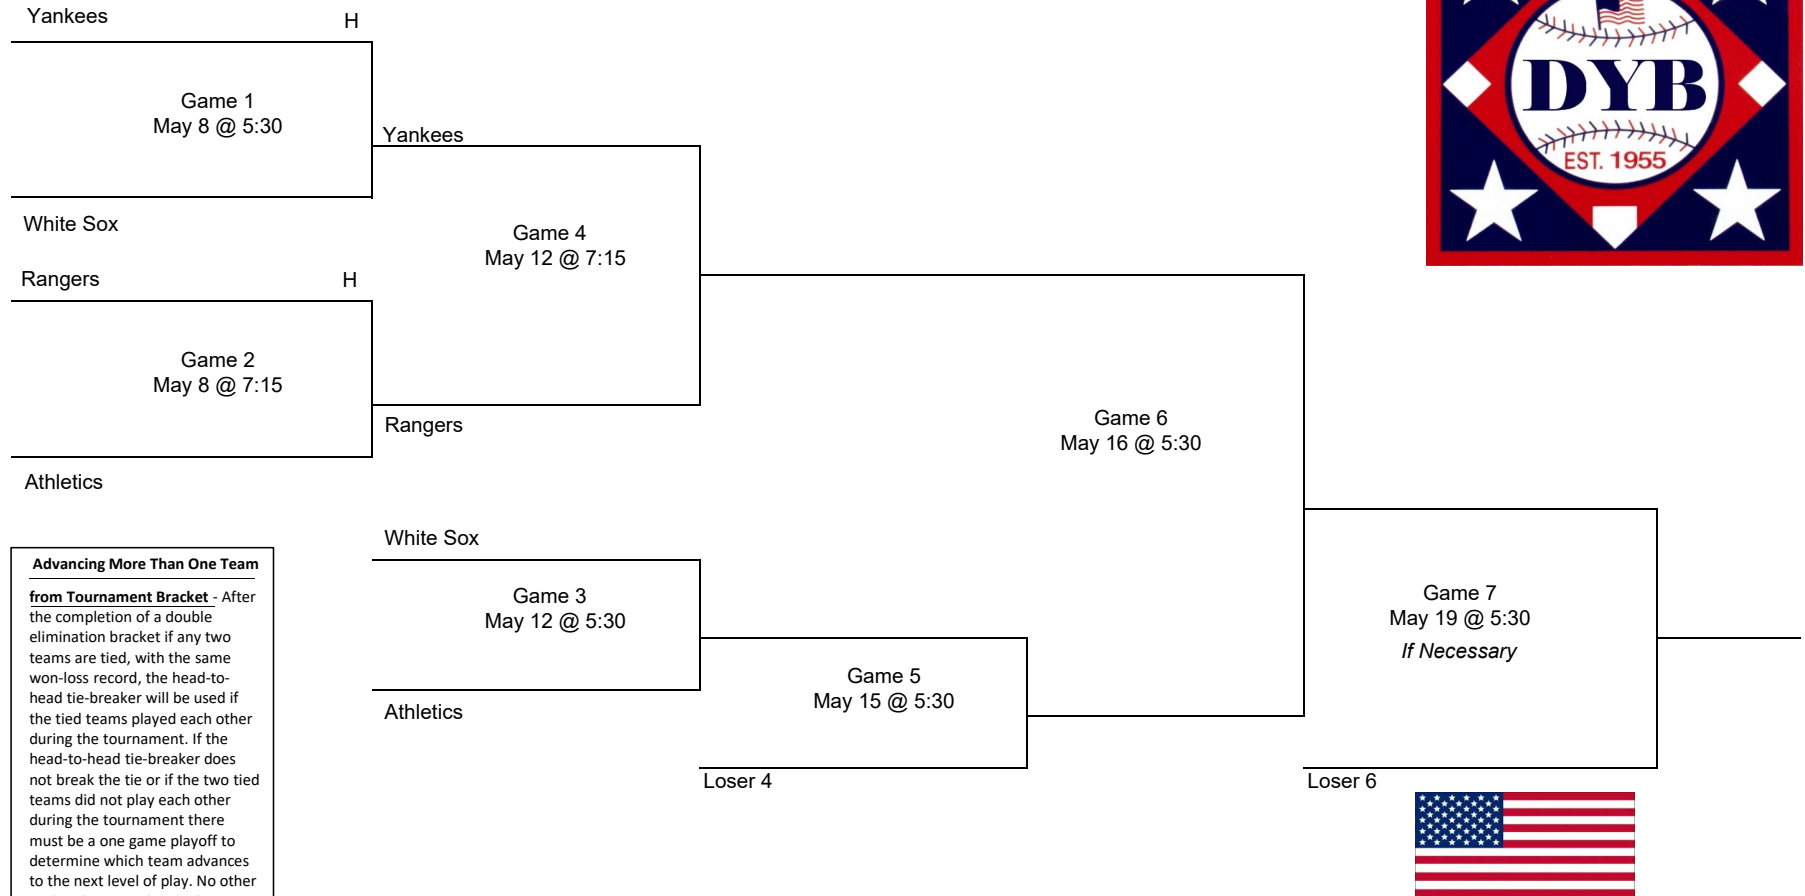 Yankees
H
Game 1
May 8 @ 5:30
Yankees
White Sox
Game 4
May 12 @ 7:15
Rangers
H
Game 2
May 8 @ 7:15
Rangers
Athletics
Game 6
May 16 @ 5:30
White Sox
Game 3
May 12 @ 5:30
Athletics
Game 5
May 15 @ 5:30
Loser 4
Game 7
May 19 @ 5:30
If Necessary
Loser 6
Advancing More Than One Team
from Tournament Bracket - After
the completion of a double
elimination bracket if any two
teams are tied, with the same
won-loss record, the head-to-
head tie-breaker will be used if
the tied teams played each other
during the tournament. If the
head-to-head tie-breaker does
not break the tie or if the two tied
teams did not play each other
during the tournament there
must be a one game playoff to
determine which team advances
to the next level of play. No other
DYB
EST. 1955